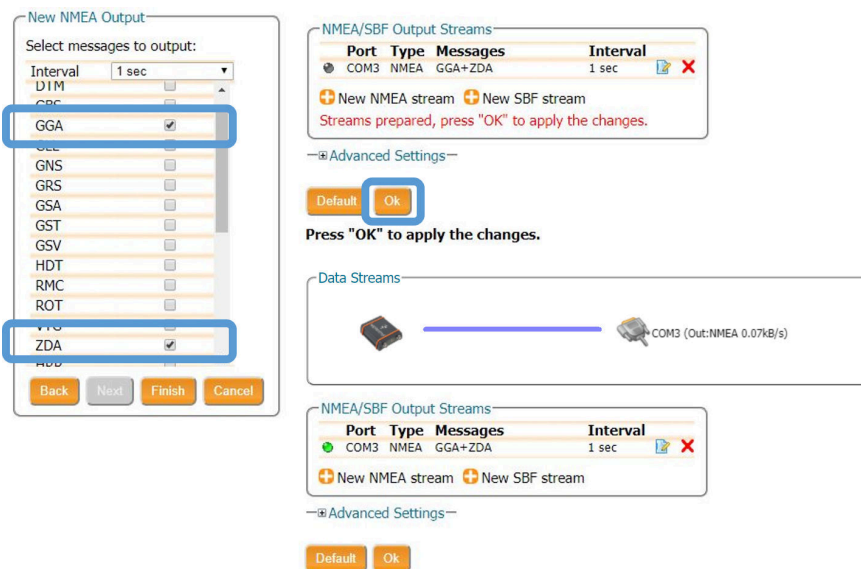 New NMEA Output
Select messages to output:
Interval 1 sec
DTM
GBS
GGA
GLL
GNS
GRS
GSA
GST
GSV
HDT
RMC
ROT
VTG
ZDA
HRP
Back Next Finish Cancel
NMEA/SBF Output Streams
Port Type Messages Interval
COM3 NMEA GGA+ZDA 1 sec
New NMEA stream New SBF stream
Streams prepared, press "OK" to apply the changes.
Advanced Settings
Default Ok
Press "OK" to apply the changes.
Data Streams
COM3 (Out:NMEA 0.07kB/s)
NMEA/SBF Output Streams
Port Type Messages Interval
COM3 NMEA GGA+ZDA 1 sec
New NMEA stream New SBF stream
Advanced Settings
Default Ok